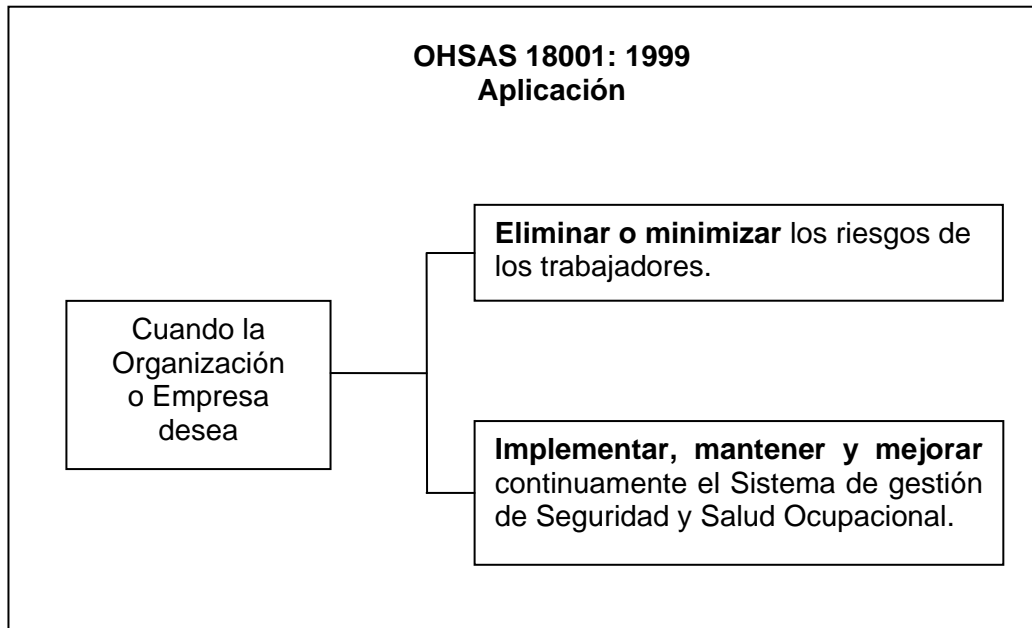 OHSAS 18001: 1999
Aplicación
Eliminar o minimizar los riesgos de
los trabajadores.
Cuando la
Organización
o Empresa
desea
Implementar, mantener y mejorar
continuamente el Sistema de gestión
de Seguridad y Salud Ocupacional.